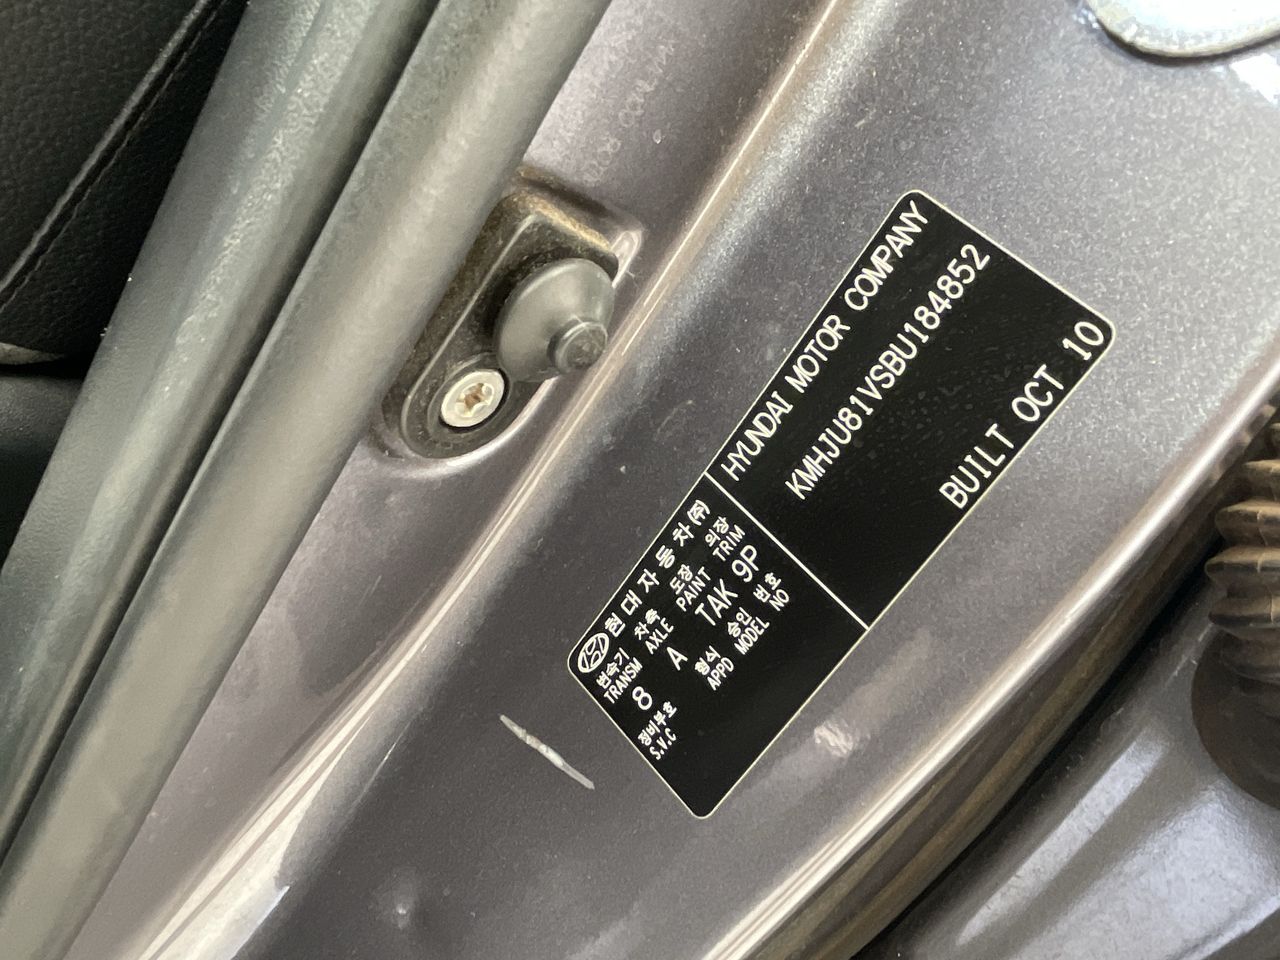 현대자동차(주)
변속기 차축 도장 의장
TRANSM AXLE PAINT TRIM
8 A TAK 9P
정비부호 형식 승인 번호
S.V.C APPD MODEL NO
HYUNDAI MOTOR COMPANY
KMHJU81VSBU184852
BUILT OCT 10